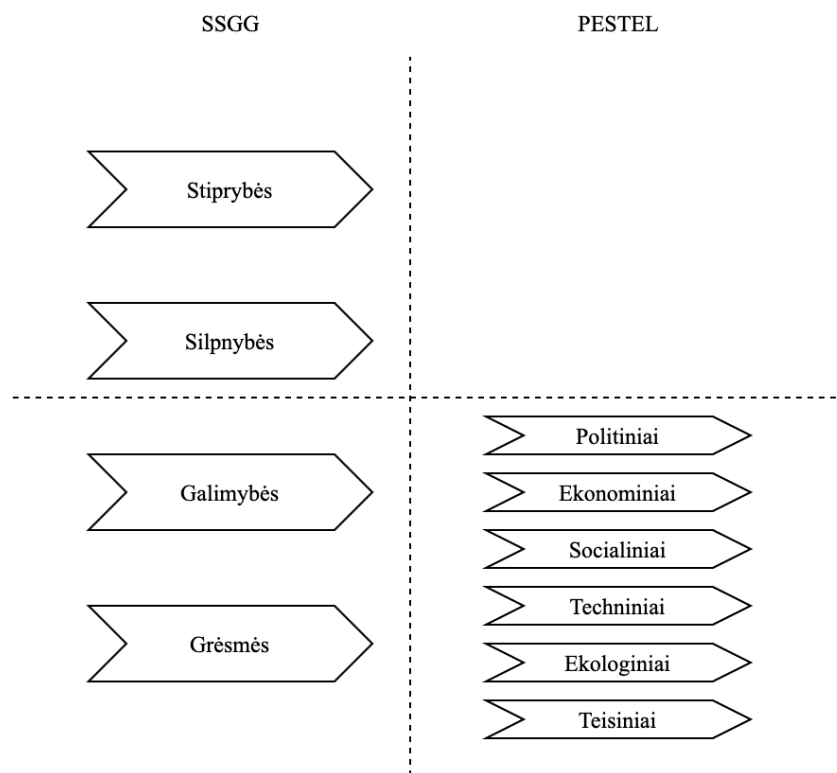 SSGG
PESTEL
Stiprybės
Silpnybės
Galimybės
Grėsmės
Politiniai
Ekonominiai
Socialiniai
Techniniai
Ekologiniai
Teisiniai